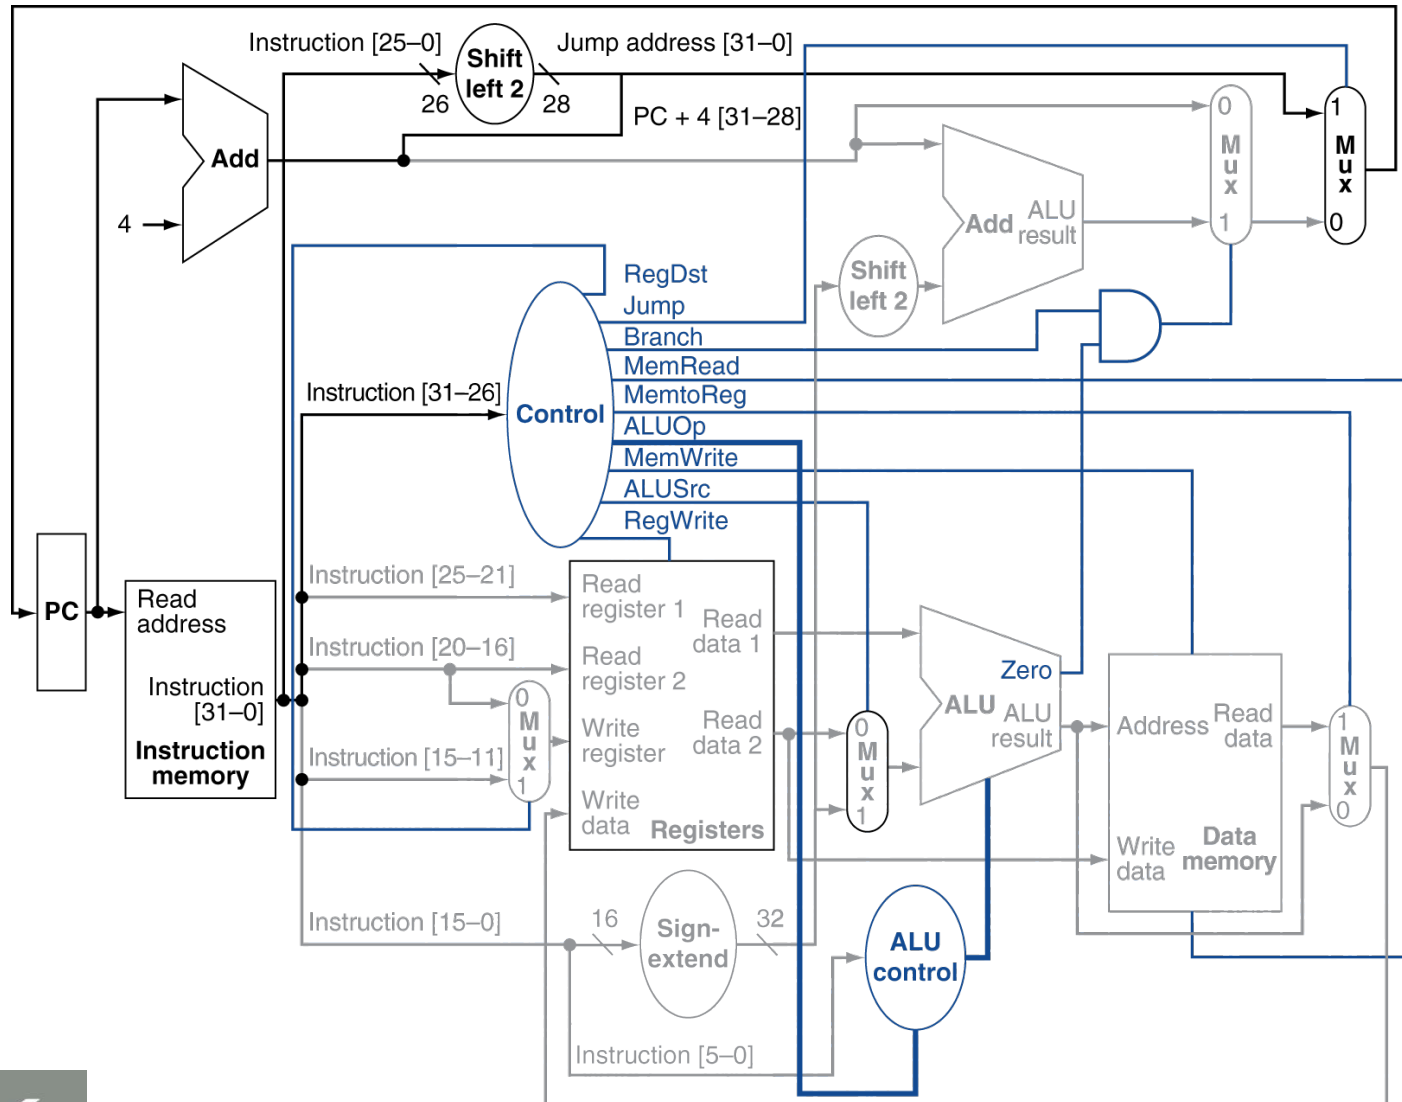 Instruction [25–0]
Shift
left 2
Jump address [31–0]
26
28
PC + 4 [31–28]
Add
4
0
M
u
x
1
1
M
u
x
0
Add
ALU
result
Shift
left 2
RegDst
Jump
Branch
MemRead
MemtoReg
ALUOp
MemWrite
ALUSrc
RegWrite
Instruction [31–26]
Control
PC
Read
address
Instruction
[31–0]
Instruction
memory
Instruction [25–21]
Instruction [20–16]
Instruction [15–11]
0
M
u
x
1
Read
register 1
Read
register 2
Write
register
Write
data
Read
data 1
Read
data 2
Registers
0
M
u
x
1
Zero
ALU
ALU
result
Address
Read
data
Write
data
Data
memory
1
M
u
x
0
Instruction [15–0]
16
Sign-
extend
32
ALU
control
Instruction [5–0]